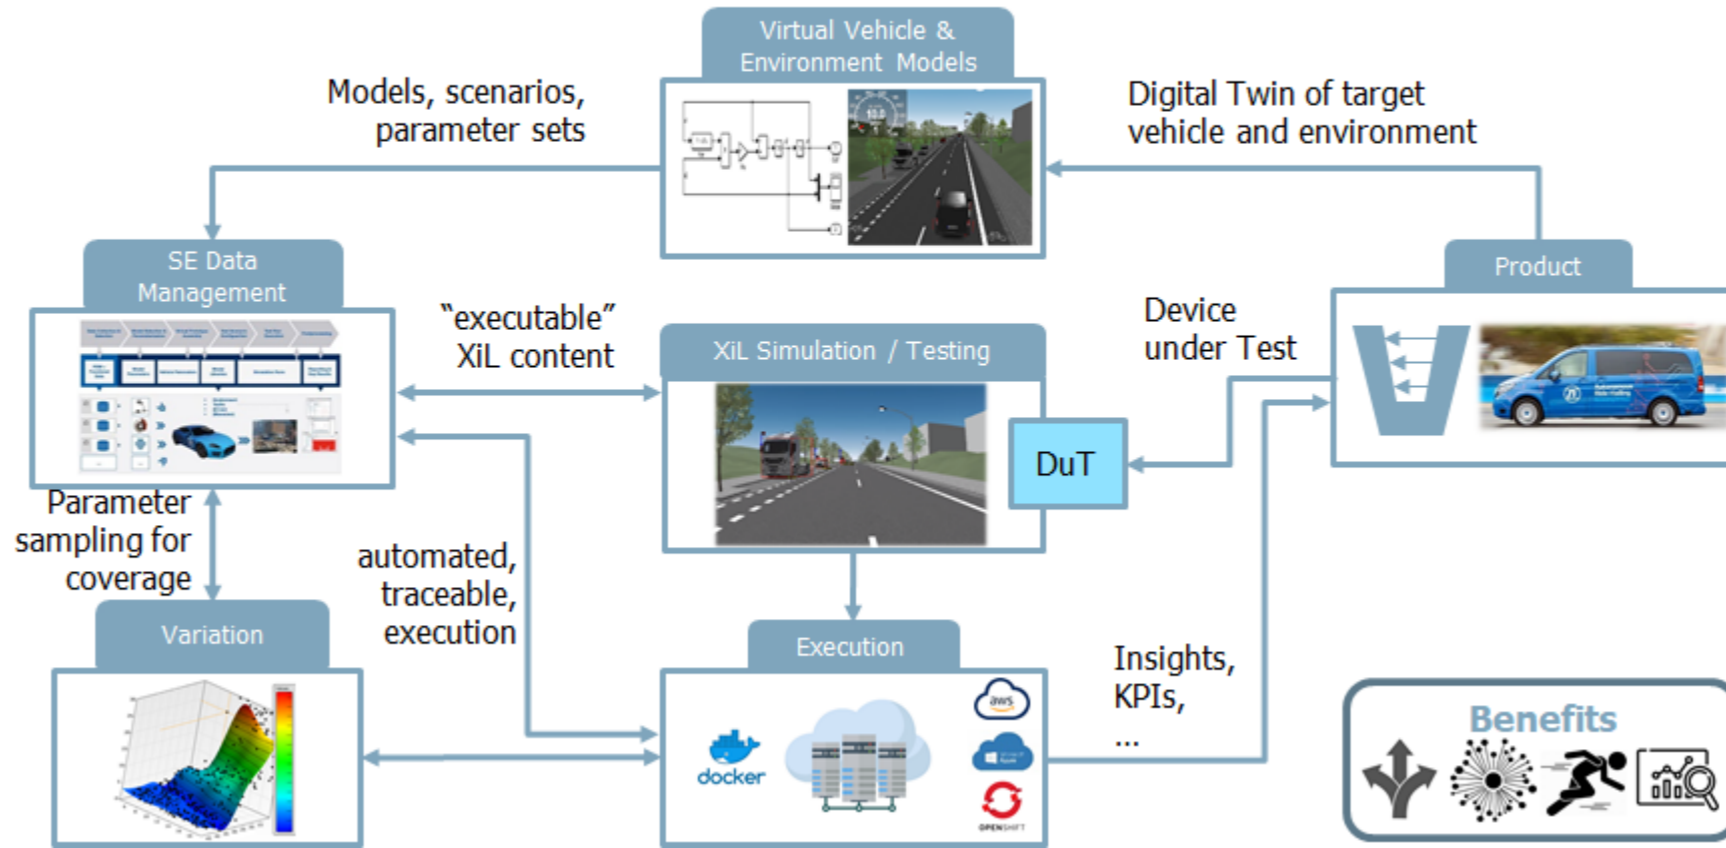 Virtual Vehicle &
Environment Models
Models, scenarios,
parameter sets
Digital Twin of target
vehicle and environment
SE Data
Management
Product
"executable"
XiL content
XiL Simulation / Testing
Device
under Test
DuT
Parameter
sampling for
coverage
automated,
traceable,
execution
Variation
Execution
Insights,
KPIs,
...
docker
aws
OPENSHIFT
Benefits